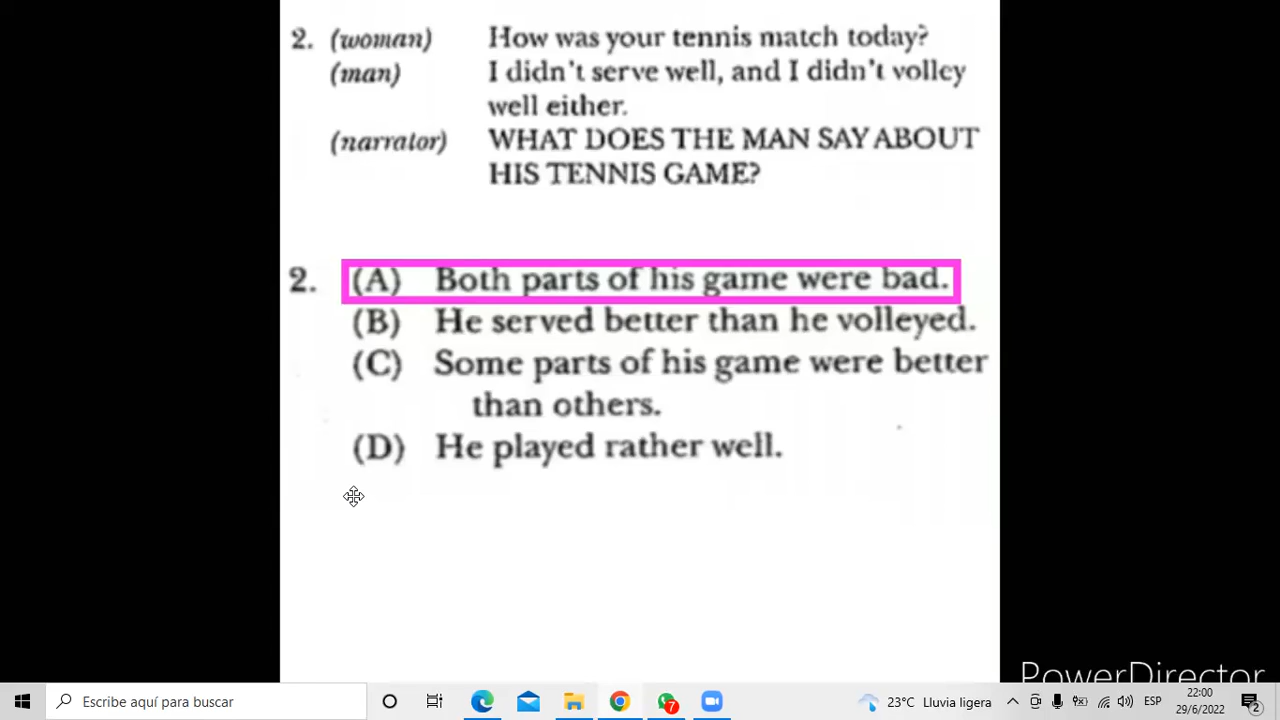 2. (woman) How was your tennis match today?
(man) I didn't serve well, and I didn't volley
well either.
(narrator) WHAT DOES THE MAN SAY ABOUT
HIS TENNIS GAME?
2. (A) Both parts of his game were bad.
(B) He served better than he volleyed.
(C) Some parts of his game were better
than others.
(D) He played rather well.
PowerDirector
Escribe aquí para buscar
7
23°C Lluvia ligera
ESP
22:00
29/6/2022
2